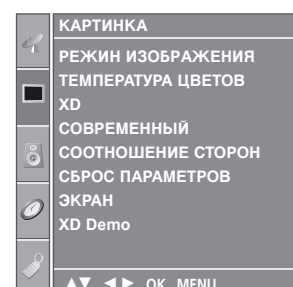 КАРТИНКА
РЕЖИН ИЗОБРАЖЕНИЯ
ТЕМПЕРАТУРА ЦВЕТОВ
XD
СОВРЕМЕННЫЙ
СООТНОШЕНИЕ СТОРОН
СБРОС ПАРАМЕТРОВ
ЭКРАН
XD Demo
▲▼ ◄► OK MENU